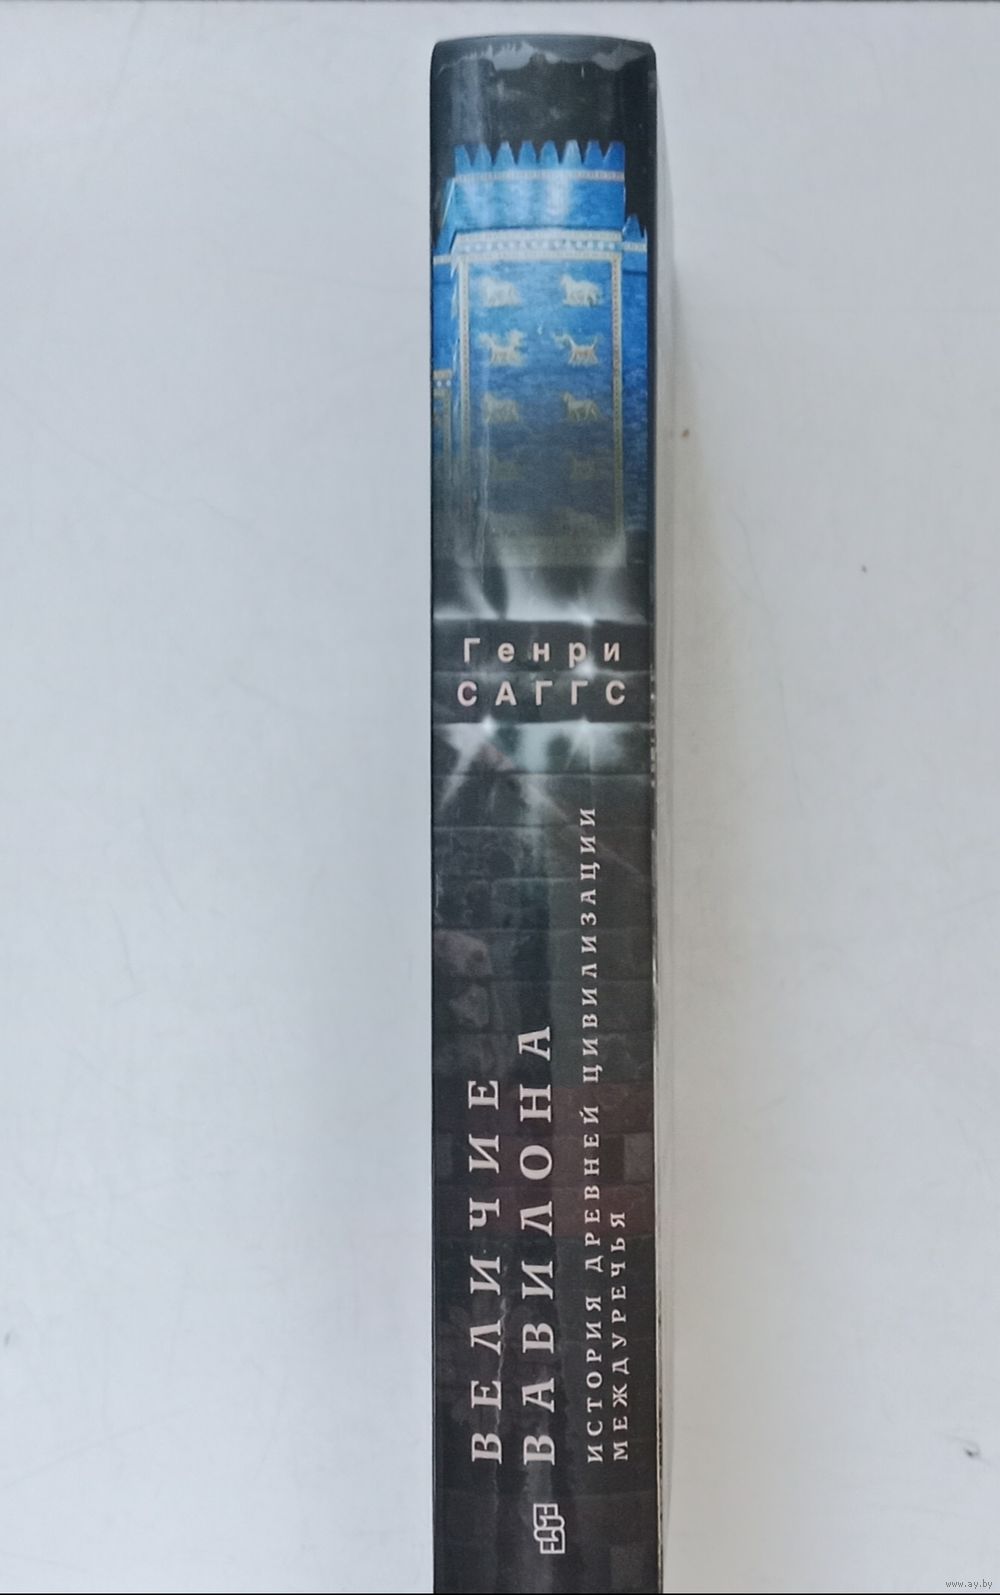 Генри
САГГС
ВЕЛИЧИЕ
ВАВИЛОНА
ИСТОРИЯ ДРЕВНЕЙ ЦИВИЛИЗАЦИИ
МЕЖДУРЕЧЬЯ
www.ay.by